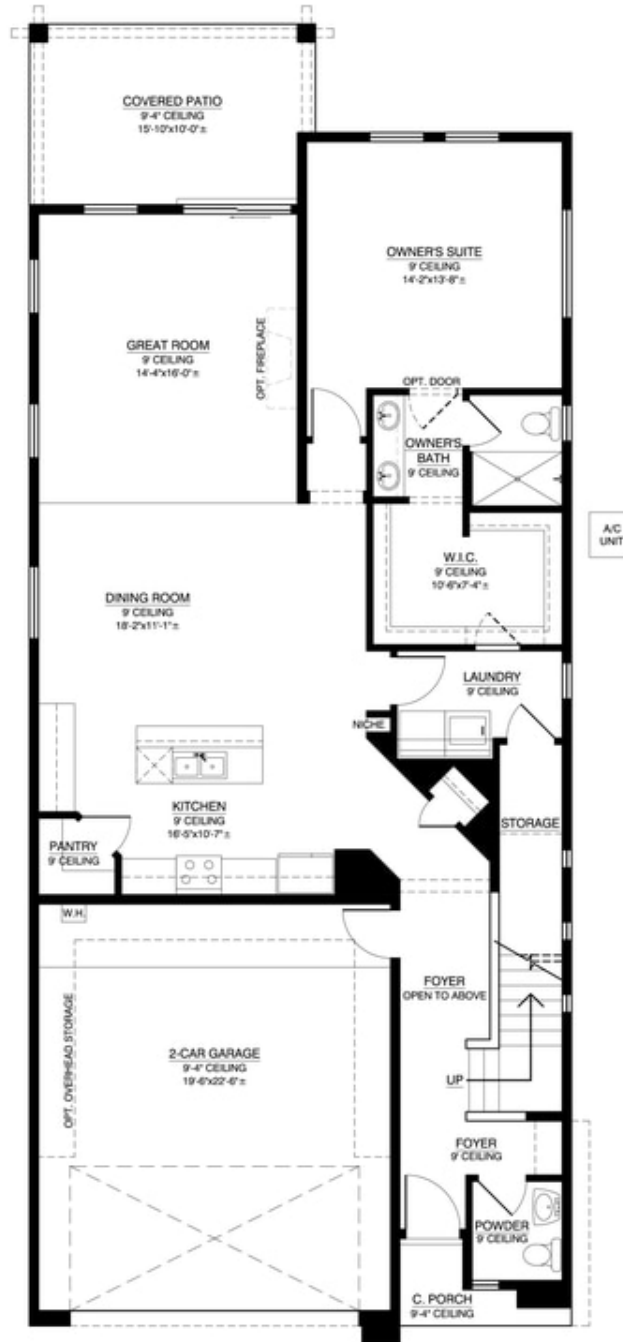 COVERED PATIO
9'-4" CEILING
15'-10"x10'-0"±
OWNER'S SUITE
9' CEILING
14'-2"x13'-8"±
GREAT ROOM
9' CEILING
14'-4"x16'-0"±
OPT. FIREPLACE
OPT. DOOR
OWNER'S
BATH
9' CEILING
A/C
UNIT
W.I.C.
9' CEILING
10'-6"x7'-4"±
DINING ROOM
9' CEILING
18'-2"x11'-1"±
LAUNDRY
9' CEILING
NICHE
KITCHEN
9' CEILING
16'-5"x10'-7"±
STORAGE
PANTRY
9' CEILING
W.H.
FOYER
OPEN TO ABOVE
OPT. OVERHEAD STORAGE
2-CAR GARAGE
9'-4" CEILING
19'-6"x22'-6"±
UP
FOYER
9' CEILING
POWDER
9' CEILING
C. PORCH
9'-4" CEILING